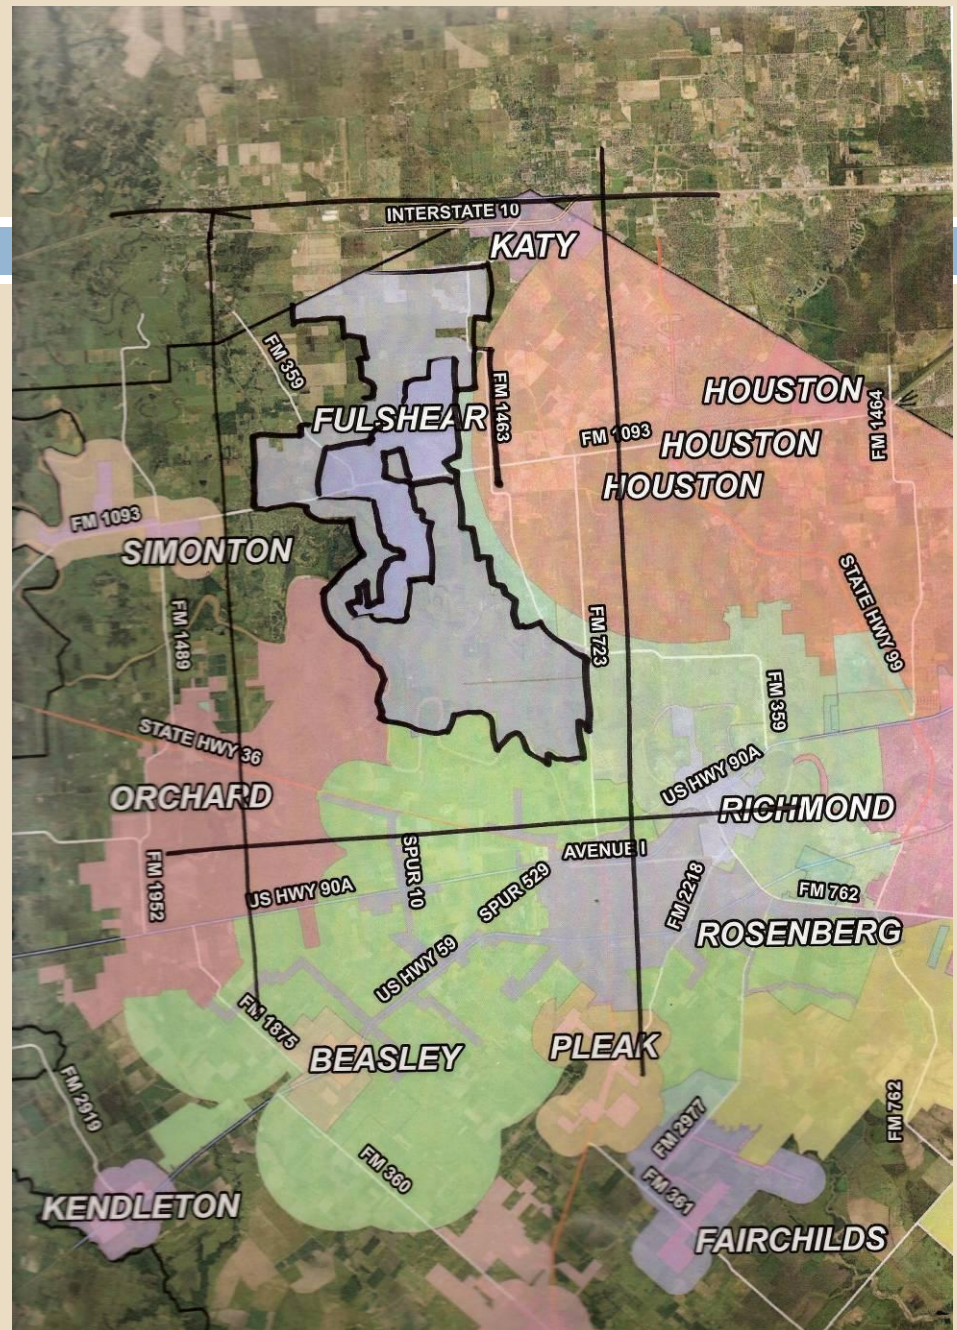 INTERSTATE 10
KATY
FM 359
FM 1463
HOUSTON
FM 1464
FULSHEAR
FM 1093
HOUSTON
HOUSTON
FM 1093
SIMONTON
STATE HWY 99
FM 1489
FM 723
FM 359
STATE HWY 36
US HWY 90A
ORCHARD
RICHMOND
AVENUE I
SPUR 10
FM 1952
US HWY 90A
SPUR 529
FM 2218
FM 762
ROSENBERG
US HWY 59
FM 1875
BEASLEY
PLEAK
FM 2919
FM 762
FM 2977
FM 360
FM 361
KENDLETON
FAIRCHILDS